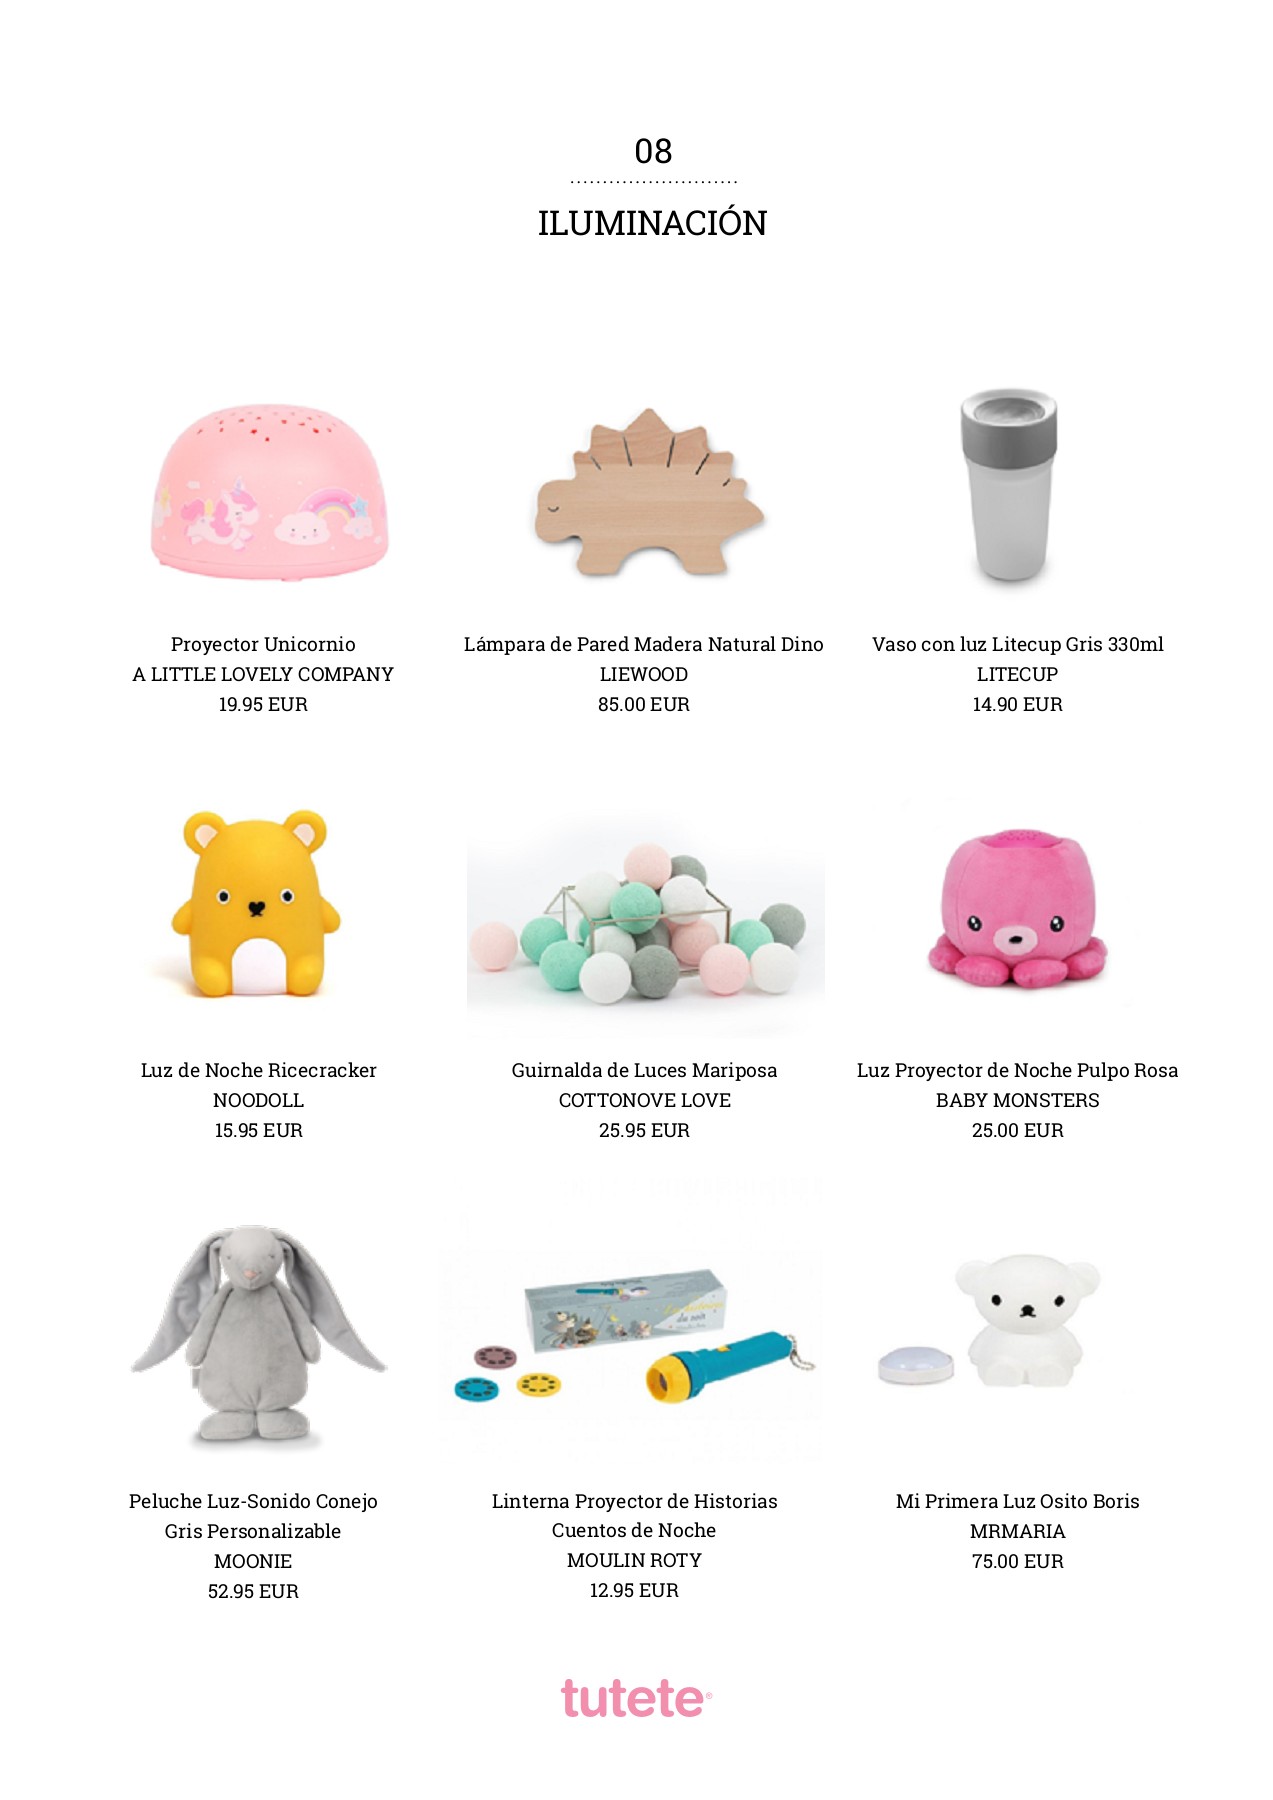 08
ILUMINACIÓN
Proyector Unicornio
A LITTLE LOVELY COMPANY
19.95 EUR
Lámpara de Pared Madera Natural Dino
LIEWOOD
85.00 EUR
Vaso con luz Litecup Gris 330ml
LITECUP
14.90 EUR
Luz de Noche Ricecracker
NOODOLL
15.95 EUR
Guirnalda de Luces Mariposa
COTTONOVE LOVE
25.95 EUR
Luz Proyector de Noche Pulpo Rosa
BABY MONSTERS
25.00 EUR
Peluche Luz-Sonido Conejo
Gris Personalizable
MOONIE
52.95 EUR
Linterna Proyector de Historias
Cuentos de Noche
MOULIN ROTY
12.95 EUR
Mi Primera Luz Osito Boris
MRMARIA
75.00 EUR
tutete®